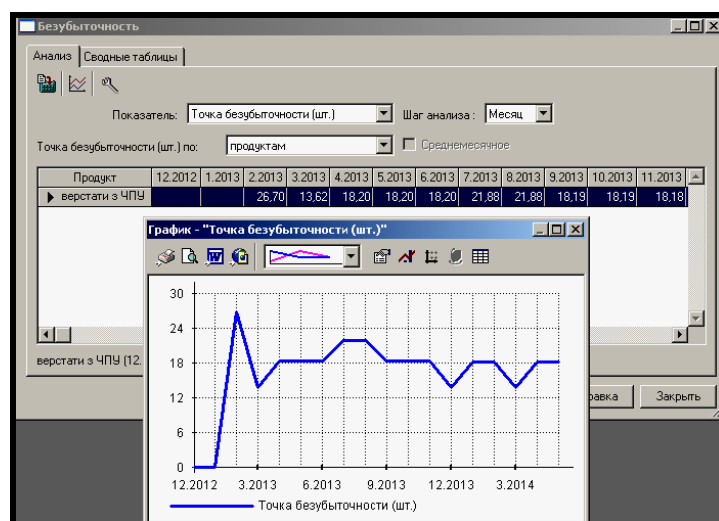 Безубыточность
Анализ Сводные таблицы
Показатель: Точка безубыточности (шт.) Шаг анализа : Месяц
Точка безубыточности (шт.) по: продуктам Среднемесячное
Продукт 12.2012 1.2013 2.2013 3.2013 4.2013 5.2013 6.2013 7.2013 8.2013 9.2013 10.2013 11.2013
верстати з ЧПУ 26,70 13,62 18,20 18,20 18,20 21,88 21,88 18,19 18,19 18,18
График - "Точка безубыточности (шт.)"
30
24
18
12
6
0
12.2012 3.2013 6.2013 9.2013 12.2013 3.2014
Точка безубыточности (шт.)
верстати з ЧПУ (12.
равка Закрыть